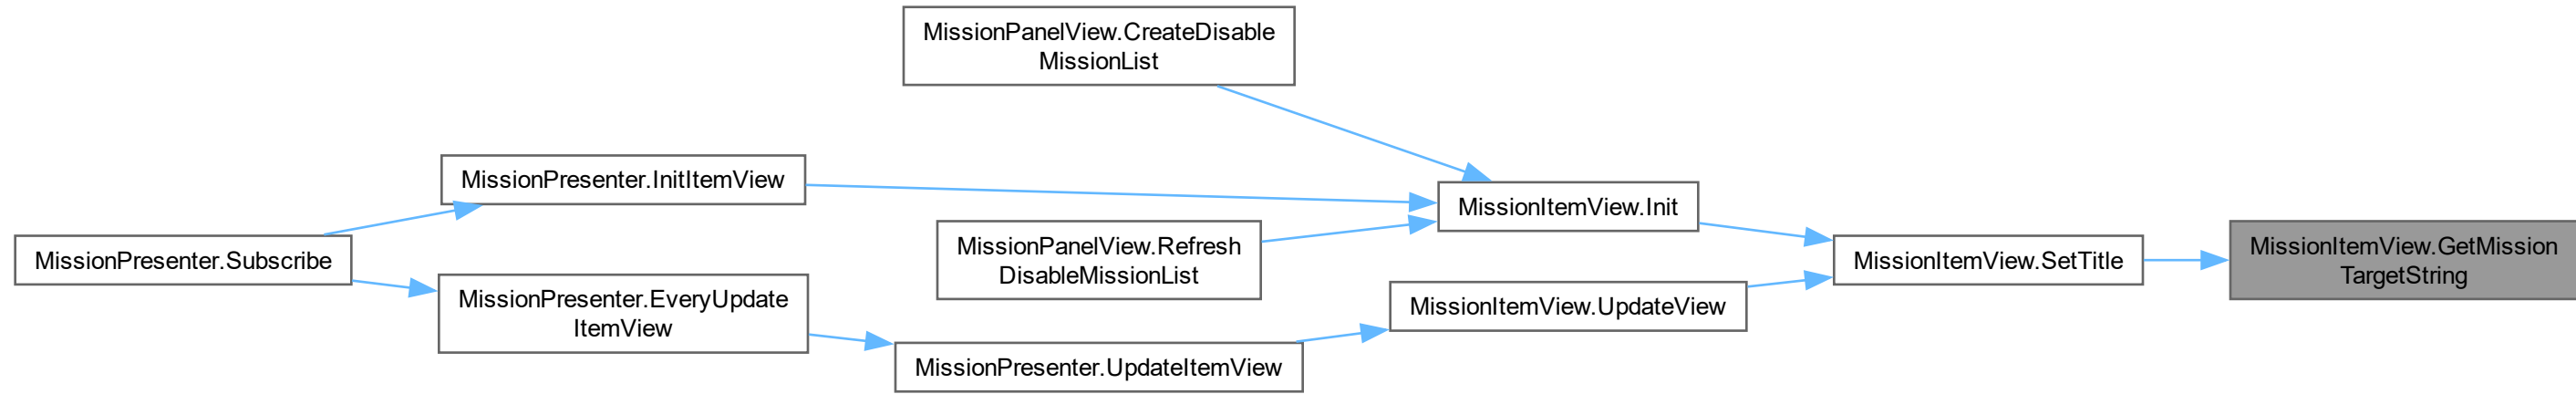 MissionPanelView.CreateDisable
MissionList
MissionPresenter.InitItemView
MissionItemView.Init
MissionPanelView.Refresh
DisableMissionList
MissionPresenter.Subscribe
MissionItemView.SetTitle
MissionItemView.GetMission
TargetString
MissionPresenter.EveryUpdate
ItemView
MissionItemView.UpdateView
MissionPresenter.UpdateItemView